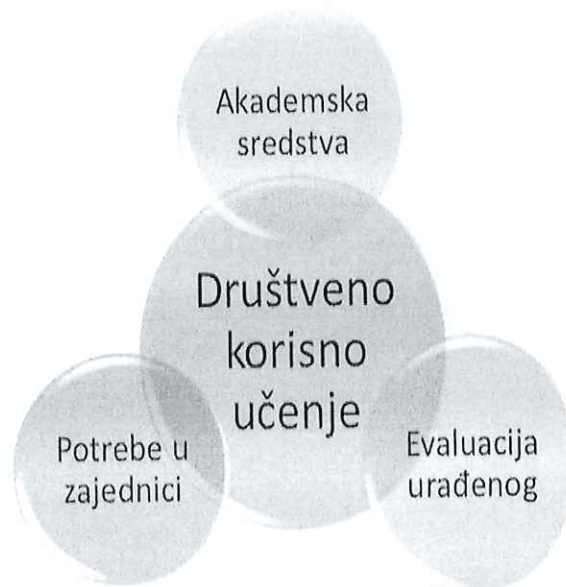 Akademska
sredstva
Društveno
korisno
učenje
Potrebe u
zajednici
Evaluacija
urađenog